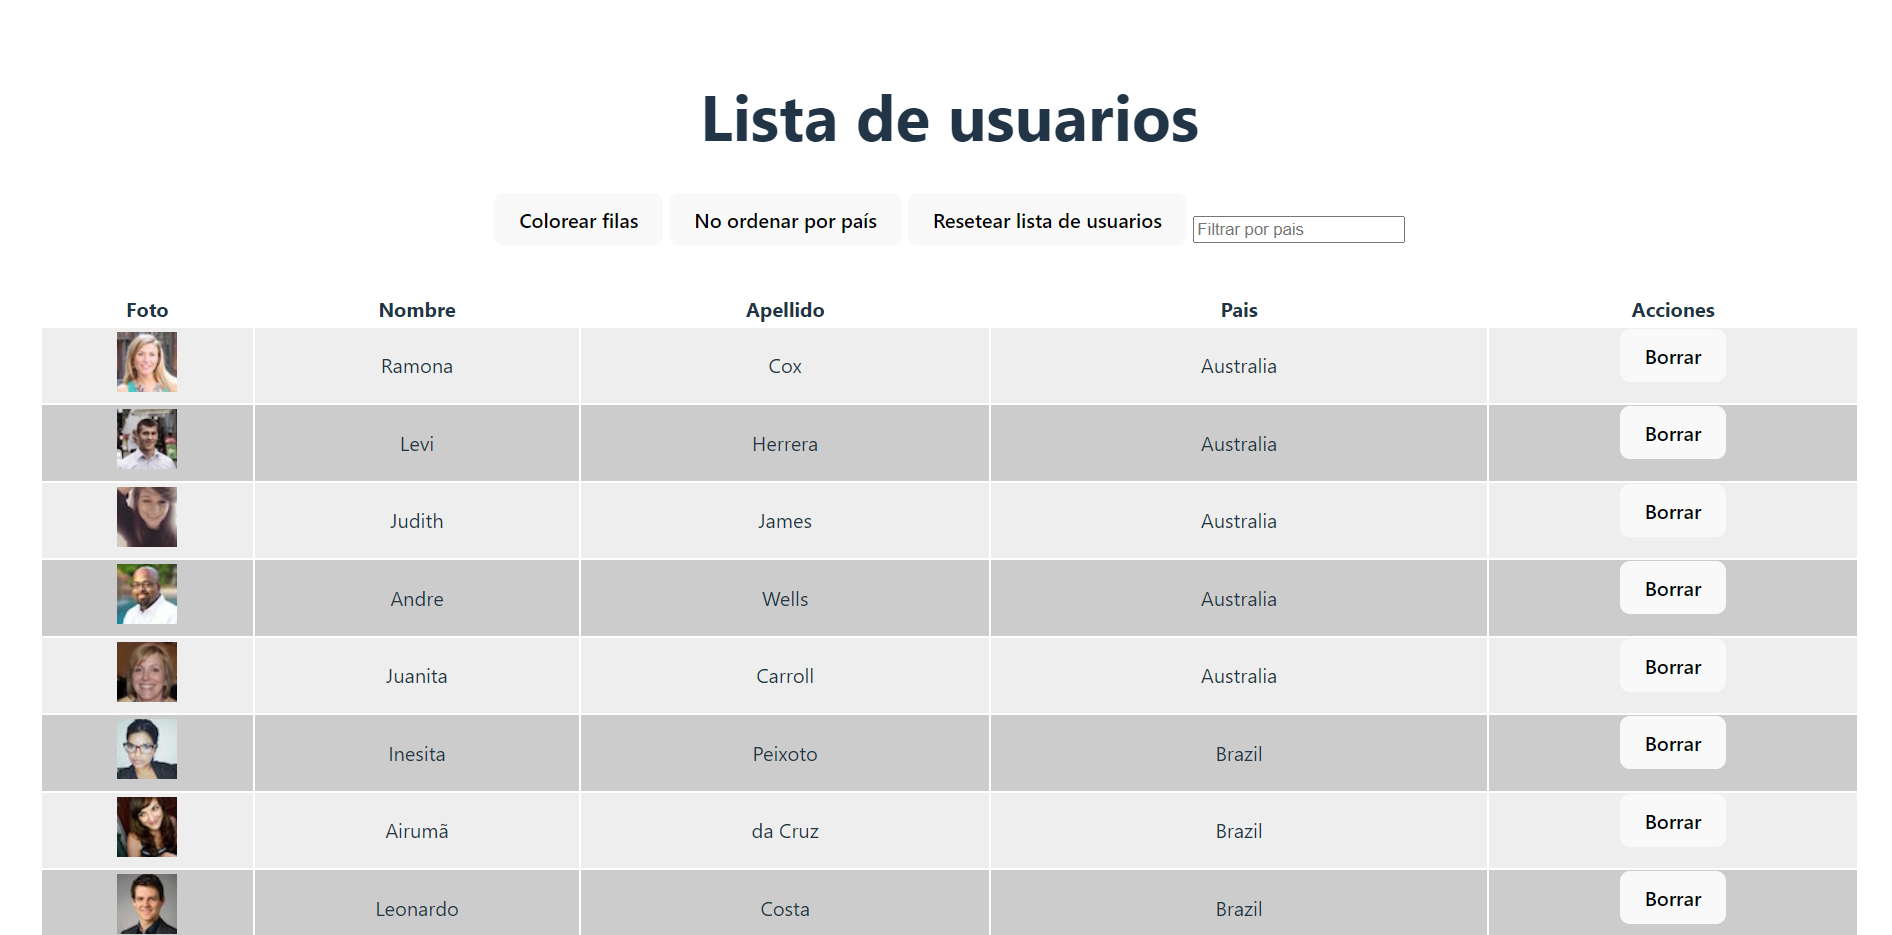 Lista de usuarios
Colorear filas No ordenar por país Resetear lista de usuarios Filtrar por pais
Foto Nombre Apellido Pais Acciones
Ramona Cox Australia Borrar
Levi Herrera Australia Borrar
Judith James Australia Borrar
Andre Wells Australia Borrar
Juanita Carroll Australia Borrar
Inesita Peixoto Brazil Borrar
Airumã da Cruz Brazil Borrar
Leonardo Costa Brazil Borrar